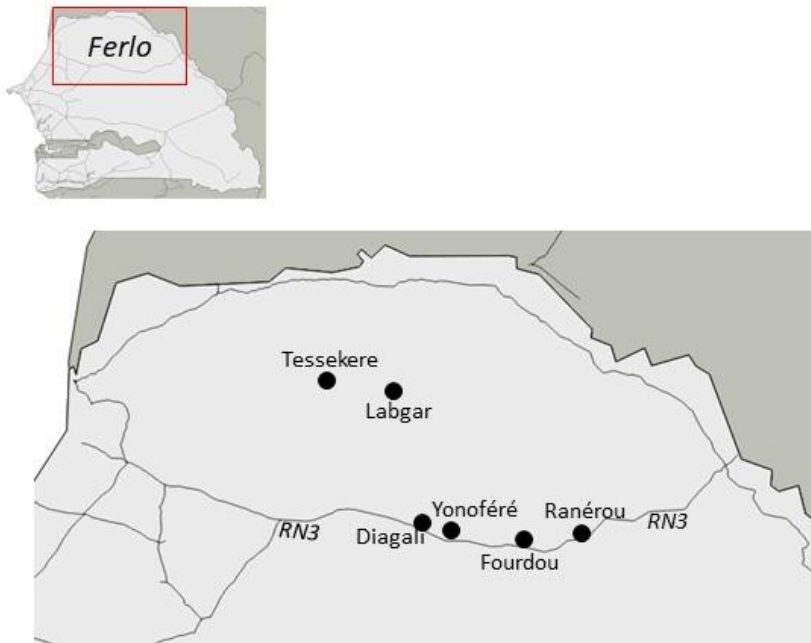 Ferlo
Tessekere
Labgar
Yonoféré
Ranérou
RN3
Diagali
RN3
Fourdou